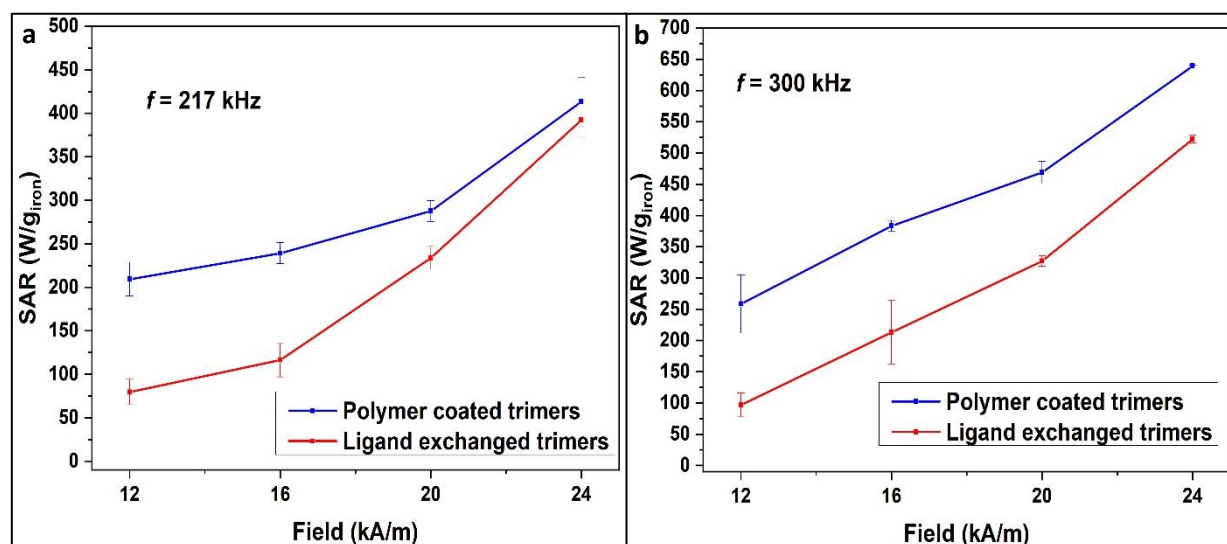 a
f = 217 kHz
SAR (W/giron)
500
450
400
350
300
250
200
150
100
50
0
Polymer coated trimers
Ligand exchanged trimers
12 16 20 24
Field (kA/m)
b
f = 300 kHz
SAR (W/giron)
700
650
600
550
500
450
400
350
300
250
200
150
100
50
0
Polymer coated trimers
Ligand exchanged trimers
12 16 20 24
Field (kA/m)